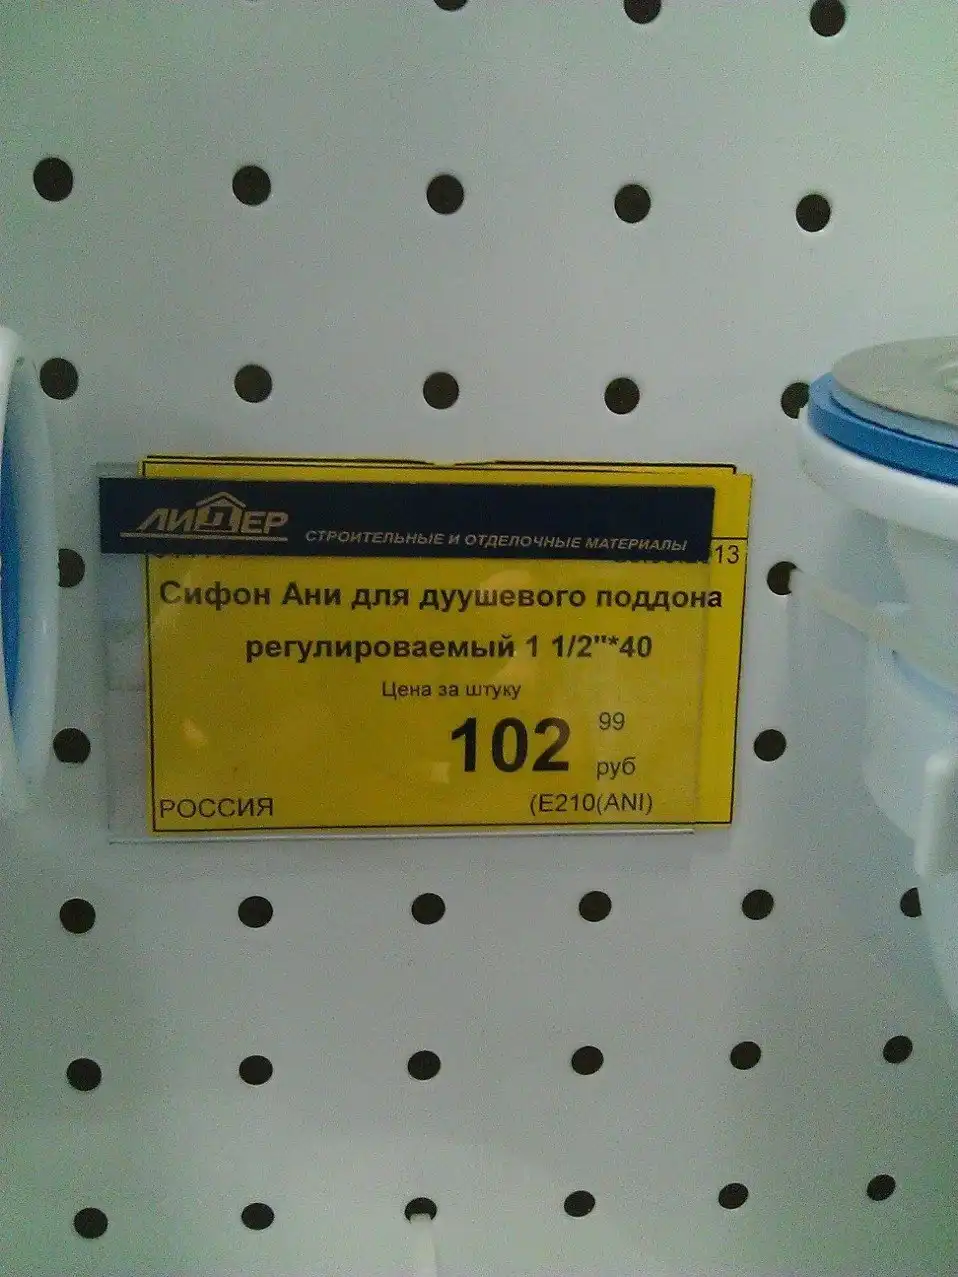 ЛИДЕР СТРОИТЕЛЬНЫЕ И ОТДЕЛОЧНЫЕ МАТЕРИАЛЫ
13
Сифон Ани для дуушевого поддона
регулироваемый 1 1/2"*40
Цена за штуку
102 99
руб
РОССИЯ (E210(ANI)